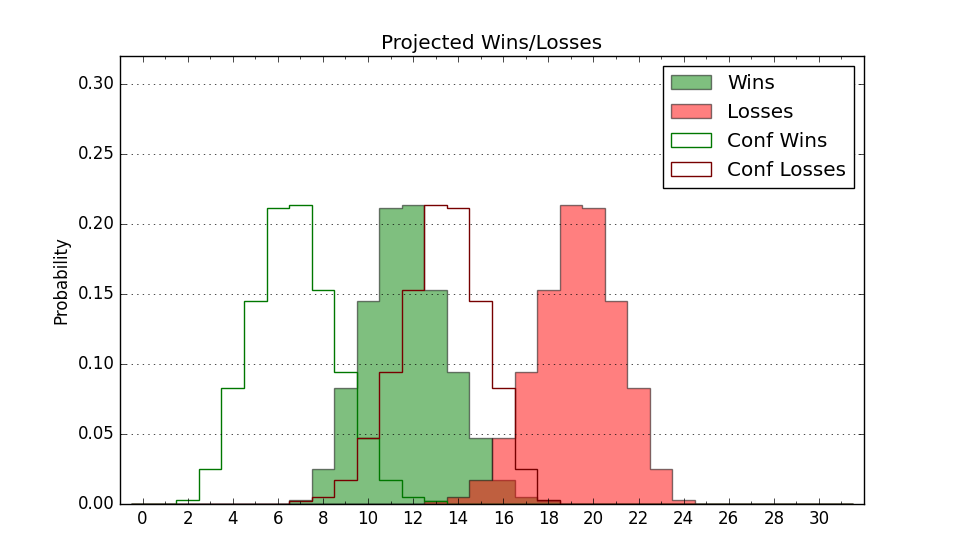 Projected Wins/Losses
0.30
0.25
0.20
0.15
0.10
0.05
0.00
Probability
Wins
Losses
Conf Wins
Conf Losses
0 2 4 6 8 10 12 14 16 18 20 22 24 26 28 30